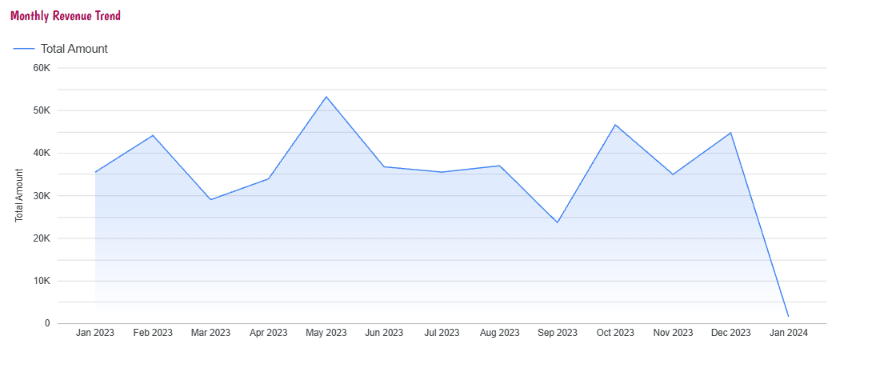 Monthly Revenue Trend
Total Amount
60K
50K
40K
30K
20K
10K
0
Total Amount
Jan 2023 Feb 2023 Mar 2023 Apr 2023 May 2023 Jun 2023 Jul 2023 Aug 2023 Sep 2023 Oct 2023 Nov 2023 Dec 2023 Jan 2024